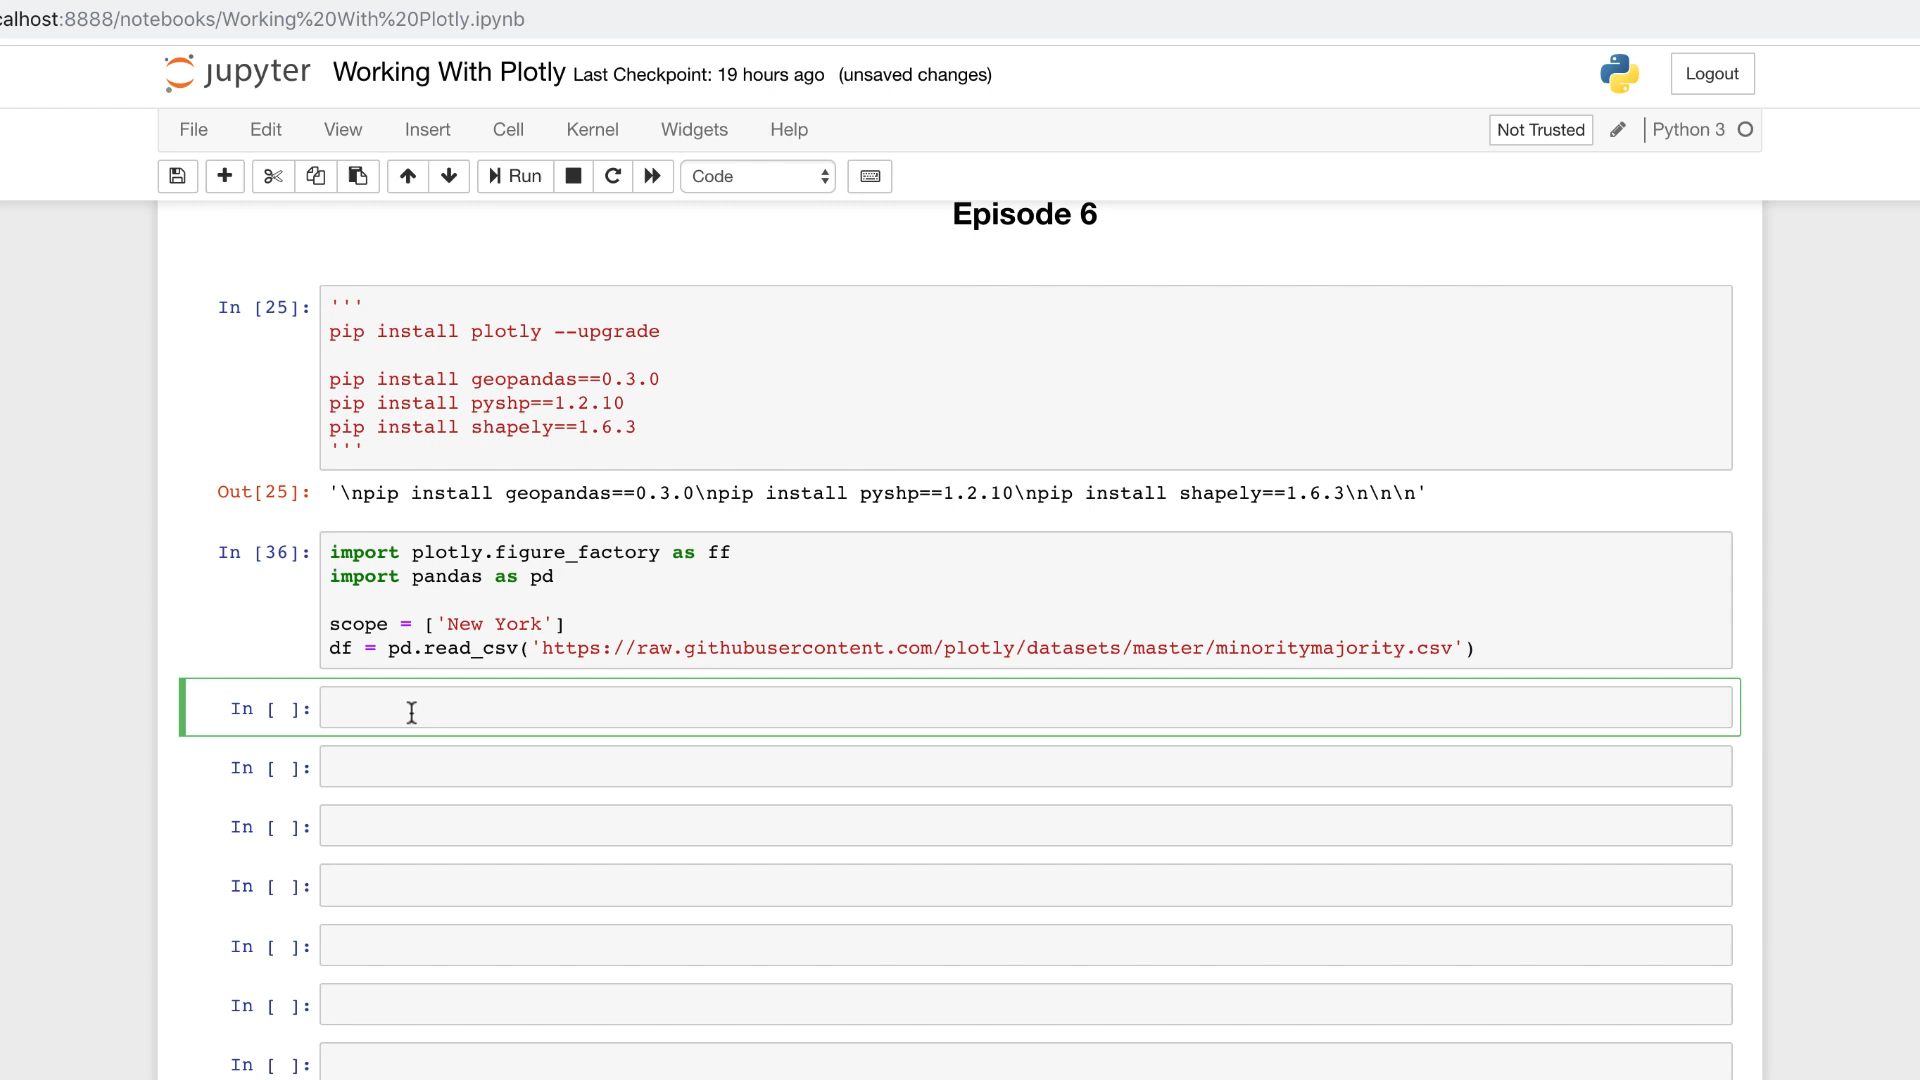 calhost:8888/notebooks/Working%20With%20Plotly.ipynb
jupyter Working With Plotly Last Checkpoint: 19 hours ago (unsaved changes)
Logout
File Edit View Insert Cell Kernel Widgets Help
Not Trusted
Python 3
Run
Code
Episode 6
In [25]:
'''
pip install plotly --upgrade
pip install geopandas==0.3.0
pip install pyshp==1.2.10
pip install shapely==1.6.3
'''
Out[25]: '\npip install geopandas==0.3.0\npip install pyshp==1.2.10\npip install shapely==1.6.3\n\n\n'
In [36]:
import plotly.figure_factory as ff
import pandas as pd
scope = ['New York']
df = pd.read_csv('https://raw.githubusercontent.com/plotly/datasets/master/minoritymajority.csv')
In [ ]:
In [ ]:
In [ ]:
In [ ]:
In [ ]:
In [ ]:
In [ ]: